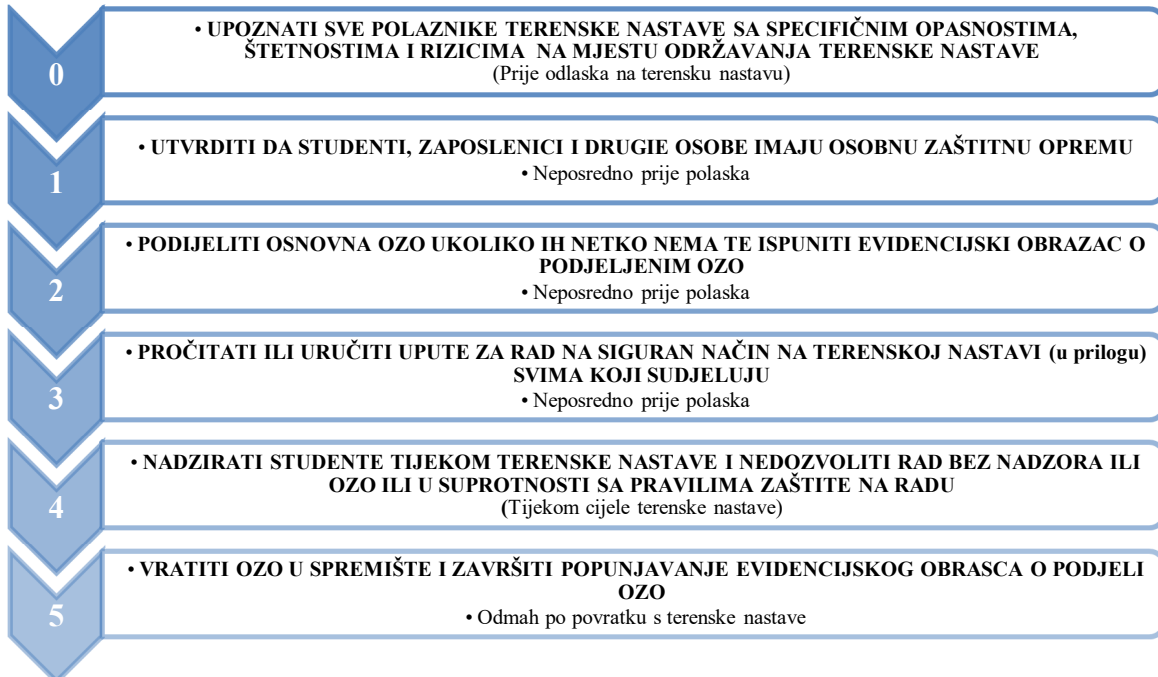 0
• UPOZNATI SVE POLAZNIKE TERENSKE NASTAVE SA SPECIFIČNIM OPASNOSTIMA,
ŠTETNOSTIMA I RIZICIMA NA MJESTU ODRŽAVANJA TERENSKE NASTAVE
(Prije odlaska na terensku nastavu)
1
• UTVRDITI DA STUDENTI, ZAPOSLENICI I DRUGIE OSOBE IMAJU OSOBNU ZAŠTITNU OPREMU
• Neposredno prije polaska
2
• PODIJELITI OSNOVNA OZO UKOLIKO IH NETKO NEMA TE ISPUNITI EVIDENCIJSKI OBRAZAC O
PODJELJENIM OZO
• Neposredno prije polaska
3
• PROČITATI ILI URUČITI UPUTE ZA RAD NA SIGURAN NAČIN NA TERENSKOJ NASTAVI (u prilogu)
SVIMA KOJI SUDJELUJU
• Neposredno prije polaska
4
• NADZIRATI STUDENTE TIJEKOM TERENSKE NASTAVE I NEDOZVOLITI RAD BEZ NADZORA ILI
OZO ILI U SUPROTNOSTI SA PRAVILIMA ZAŠTITE NA RADU
(Tijekom cijele terenske nastave)
5
• VRATITI OZO U SPREMIŠTE I ZAVRŠITI POPUNJAVANJE EVIDENCIJSKOG OBRASCA O PODJELI
OZO
• Odmah po povratku s terenske nastave